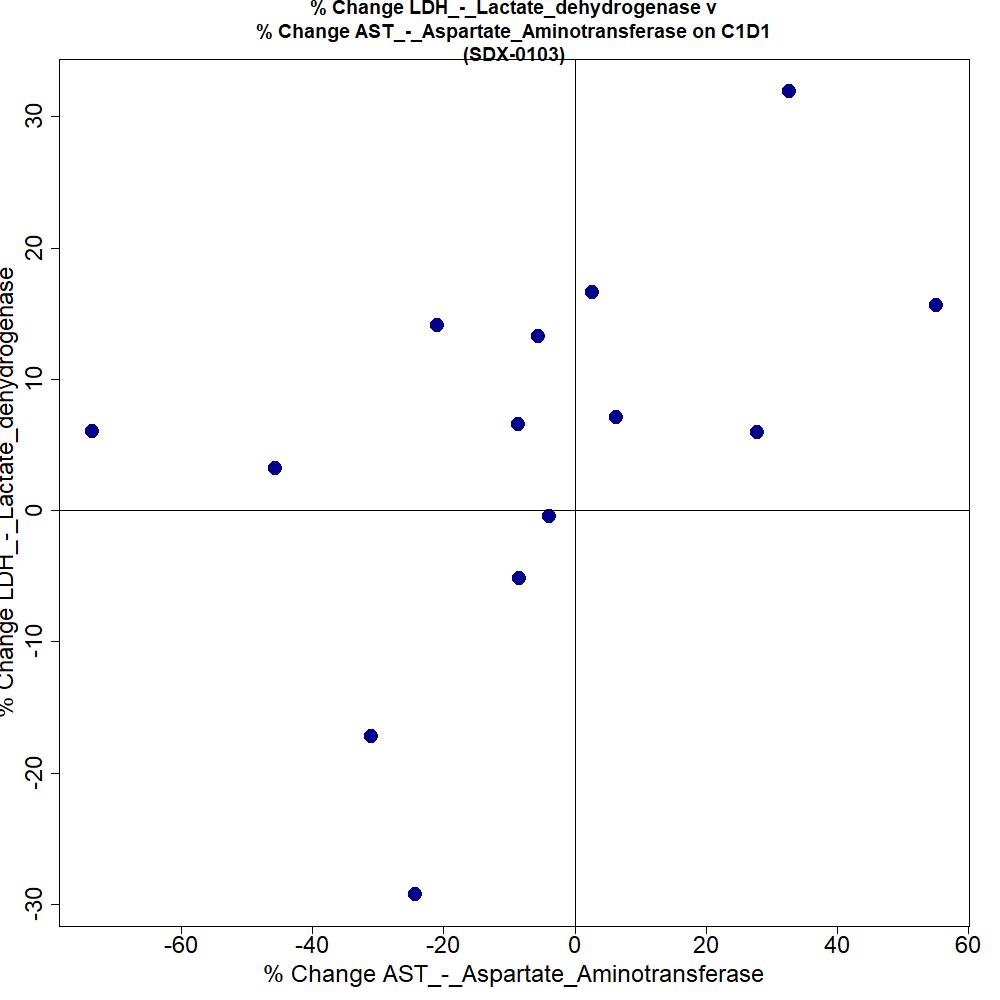 % Change LDH_-_Lactate_dehydrogenase v
% Change AST_-_Aspartate_Aminotransferase on C1D1
(SDX-0103)
% Change LDH_-_Lactate_dehydrogenase
30
20
10
0
-10
-20
-30
-60 -40 -20 0 20 40 60
% Change AST_-_Aspartate_Aminotransferase